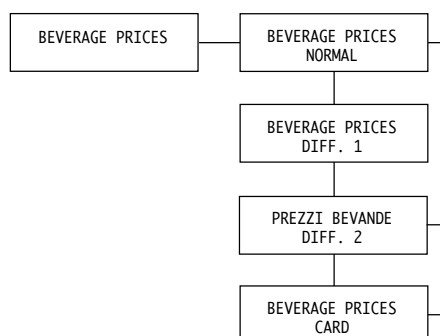 BEVERAGE PRICES
BEVERAGE PRICES
NORMAL
BEVERAGE PRICES
DIFF. 1
PREZZI BEVANDE
DIFF. 2
BEVERAGE PRICES
CARD